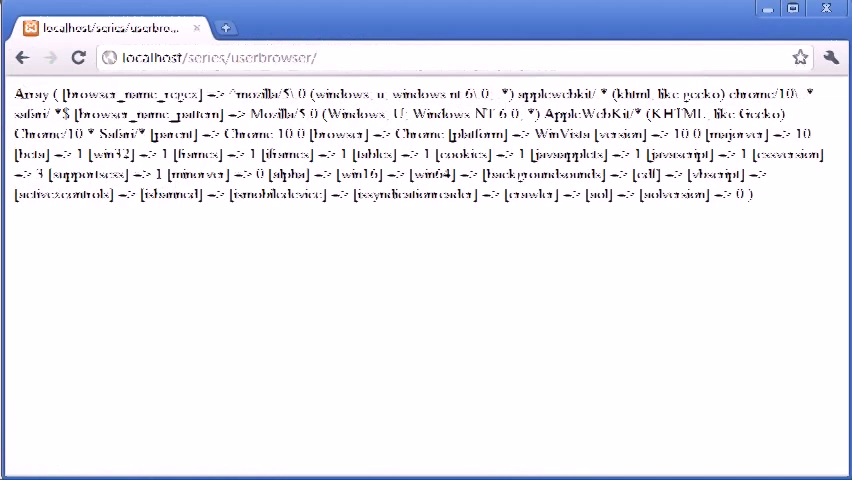 localhost/series/userbro...
localhost/series/userbrowser/
Array ( [browser_name_regex] => ^mozilla/5\.0 (windows; u; windows nt 6\.0; .*) applewebkit/.* (khtml, like gecko) chrome/10\..*
safari/.*$ [browser_name_pattern] => Mozilla/5.0 (Windows; U; Windows NT 6.0; *) AppleWebKit/* (KHTML, like Gecko)
Chrome/10.* Safari/* [parent] => Chrome 10.0 [browser] => Chrome [platform] => WinVista [version] => 10.0 [majorver] => 10
[beta] => 1 [win32] => 1 [frames] => 1 [iframes] => 1 [tables] => 1 [cookies] => 1 [javaapplets] => 1 [javascript] => 1 [cssversion]
=> 3 [supportscss] => 1 [minorver] => 0 [alpha] => [win16] => [win64] => [backgroundsounds] => [cdf] => [vbscript] =>
[activexcontrols] => [isbanned] => [ismobiledevice] => [issyndicationreader] => [crawler] => [aol] => [aolversion] => 0 )